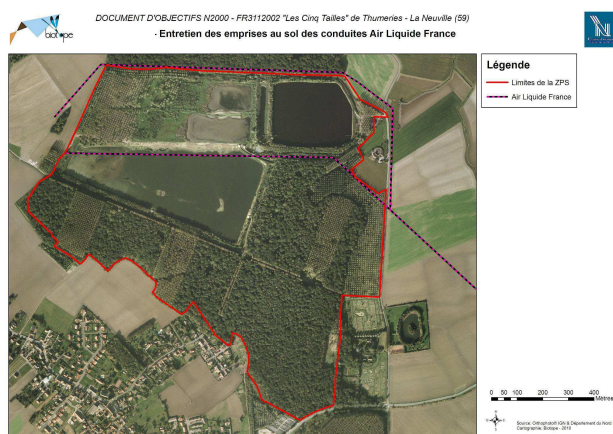 DOCUMENT D'OBJECTIFS N2000 - FR3112002 "Les Cinq Tailles" de Thumeries - La Neuville (59)
- Entretien des emprises au sol des conduites Air Liquide France
biotope
Légende
Limites de la ZPS
Air Liquide France
0 50 100 200 300 400
Mètres
Source: Orthophoto® IGN & Département du Nord
Cartographie: Biotope - 2010